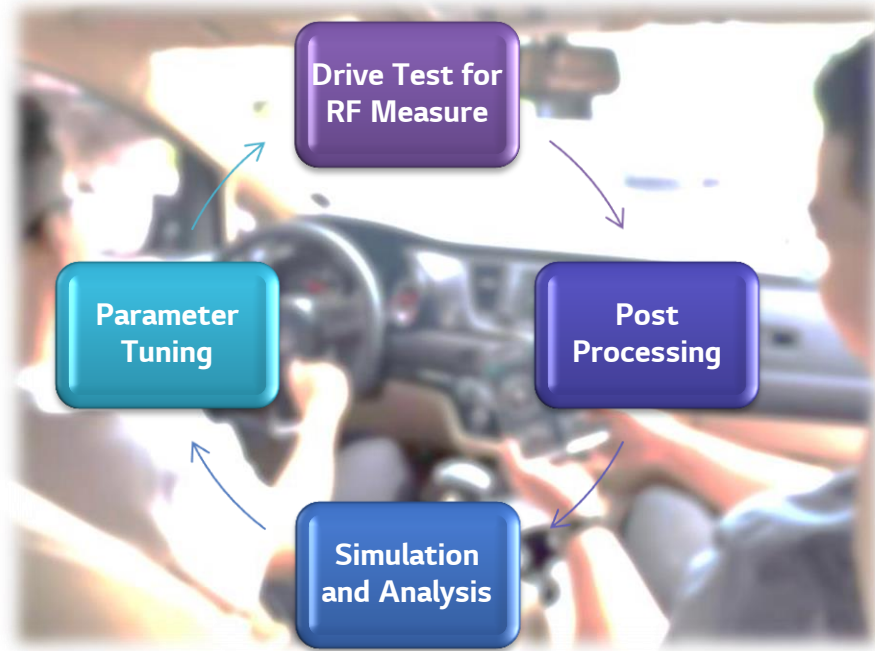 Drive Test for
RF Measure
Post
Processing
Simulation
and Analysis
Parameter
Tuning